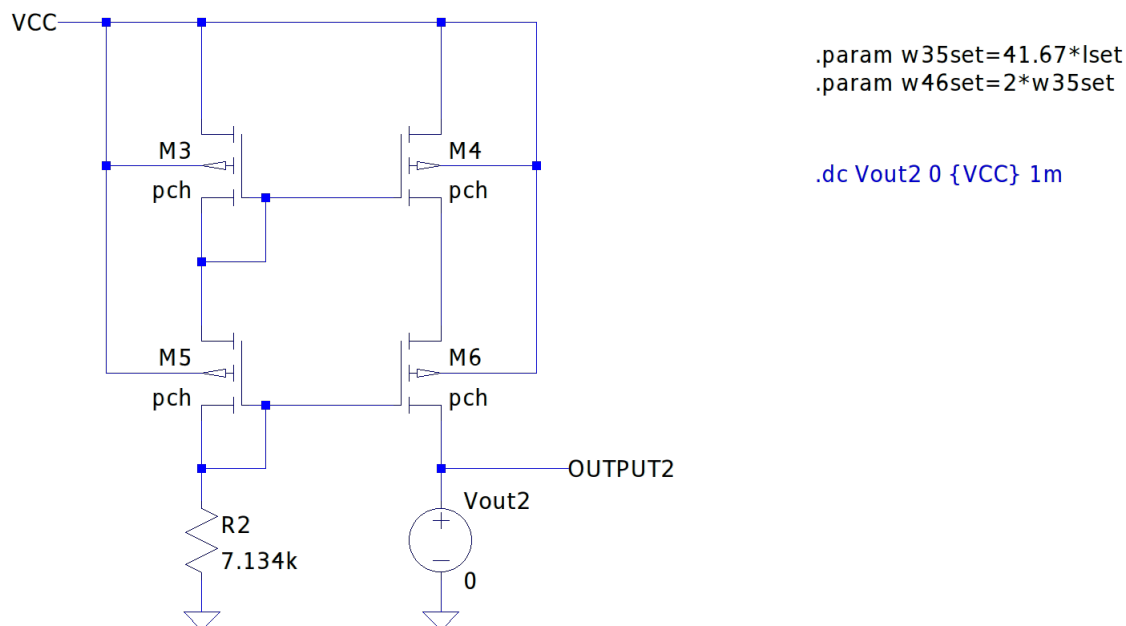 VCC
.param w35set=41.67*lset
.param w46set=2*w35set
M3
M4
.dc Vout2 0 {VCC} 1m
pch
pch
M5
M6
pch
pch
OUTPUT2
Vout2
R2
7.134k
0